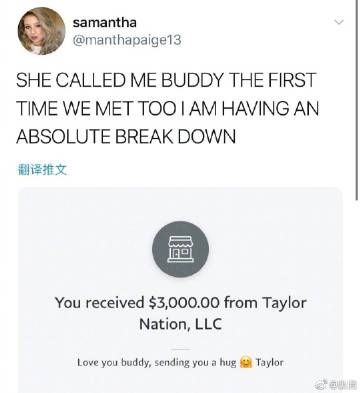 samantha
@manthapaige13
SHE CALLED ME BUDDY THE FIRST
TIME WE MET TOO I AM HAVING AN
ABSOLUTE BREAK DOWN
翻译推文
You received $3,000.00 from Taylor
Nation, LLC
Love you buddy, sending you a hug 🤗 Taylor